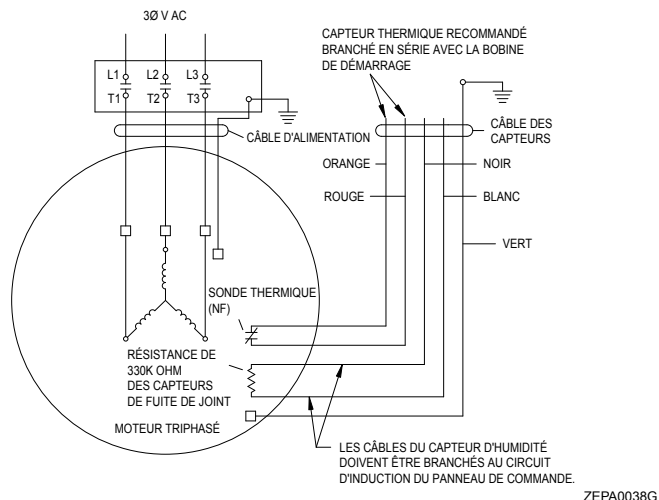 3Ø V AC
CAPTEUR THERMIQUE RECOMMANDÉ
BRANCHÉ EN SÉRIE AVEC LA BOBINE
DE DÉMARRAGE
L1
L2
L3
T1
T2
T3
CÂBLE D'ALIMENTATION
CÂBLE DES
CAPTEURS
ORANGE
NOIR
ROUGE
BLANC
VERT
SONDE THERMIQUE
(NF)
RÉSISTANCE DE
330K OHM
DES CAPTEURS
DE FUITE DE JOINT
MOTEUR TRIPHASÉ
LES CÂBLES DU CAPTEUR D'HUMIDITÉ
DOIVENT ÊTRE BRANCHÉS AU CIRCUIT
D'INDUCTION DU PANNEAU DE COMMANDE.
ZEPA0038G